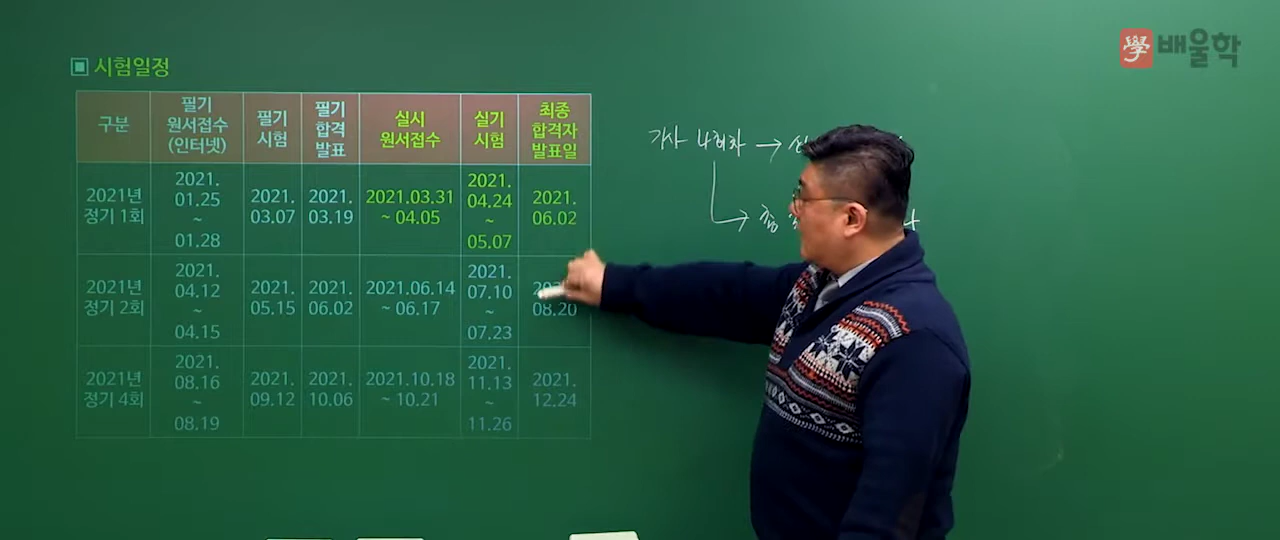 學 배울학
▣ 시험일정
구분
필기
원서접수
(인터넷)
필기
시험
필기
합격
발표
실시
원서접수
실기
시험
최종
합격자
발표일
2021년
정기 1회
2021.
01.25
~
01.28
2021.
03.07
2021.
03.19
2021.03.31
~ 04.05
2021.
04.24
~
05.07
2021.
06.02
2021년
정기 2회
2021.
04.12
~
04.15
2021.
05.15
2021.
06.02
2021.06.14
~ 06.17
2021.
07.10
~
07.23
08.20
2021년
정기 4회
2021.
08.16
~
08.19
2021.
09.12
2021.
10.06
2021.10.18
~ 10.21
2021.
11.13
~
11.26
2021.
12.24